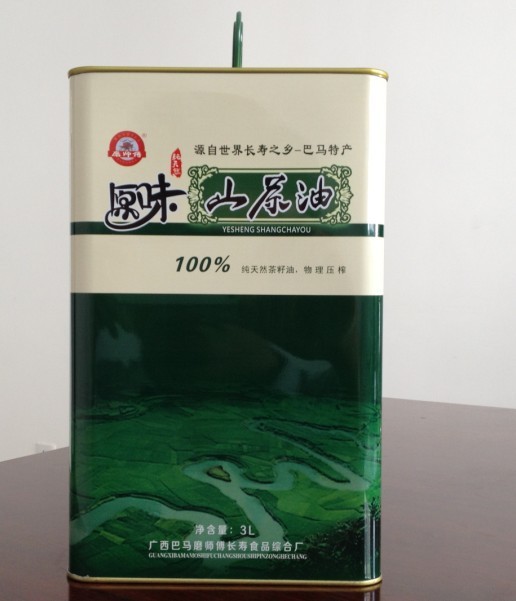 源自世界长寿之乡-巴马特产
原味 山茶油
YESHENG SHANGCHAYOU
100% 纯天然茶籽油，物理压榨
净含量：3L
广西巴马磨师傅长寿食品综合厂
GUANGXIBAMAMOSHIFUCHANGSHOUSHIPINZONGHECHANG